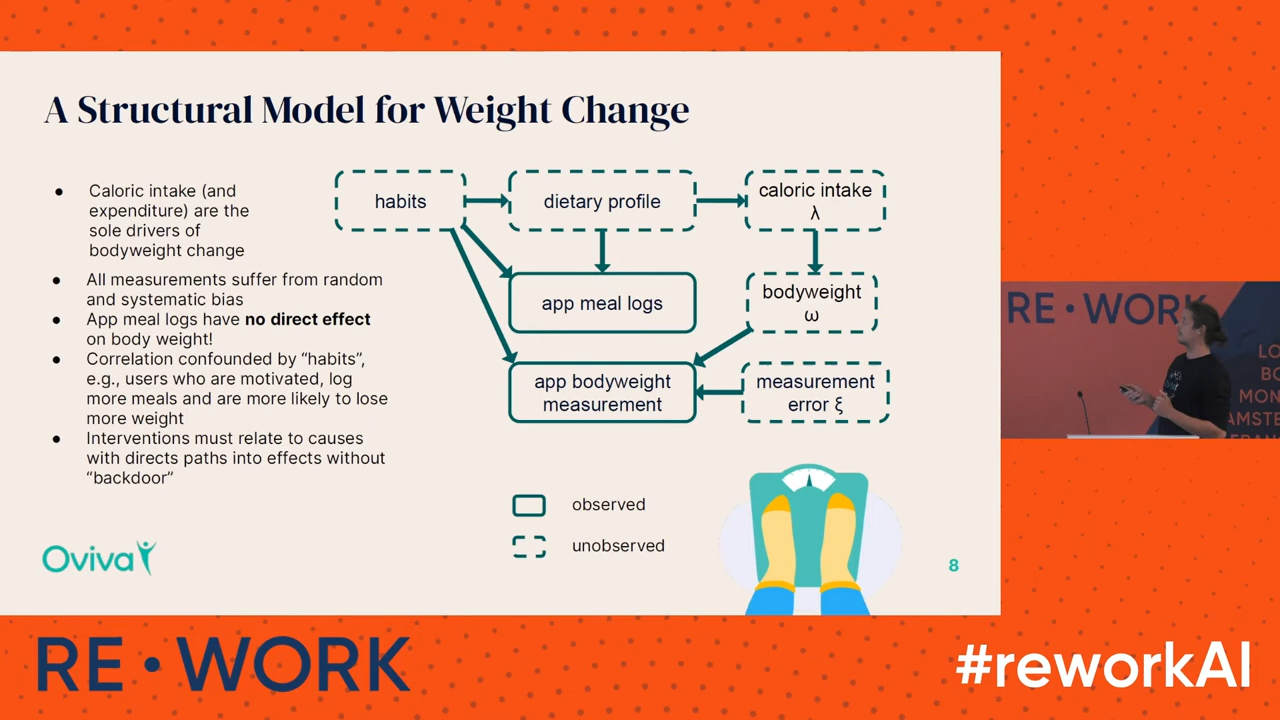 A Structural Model for Weight Change
● Caloric intake (and
expenditure) are the
sole drivers of
bodyweight change
● All measurements suffer from random
and systematic bias
● App meal logs have no direct effect
on body weight!
● Correlation confounded by “habits”,
e.g., users who are motivated, log
more meals and are more likely to lose
more weight
● Interventions must relate to causes
with directs paths into effects without
“backdoor”
habits
dietary profile
caloric intake
λ
app meal logs
bodyweight
ω
app bodyweight
measurement
measurement
error ξ
observed
unobserved
Oviva
8
RE•WORK
LO
BO
MON
AMSTE
RE•WORK
#reworkAI